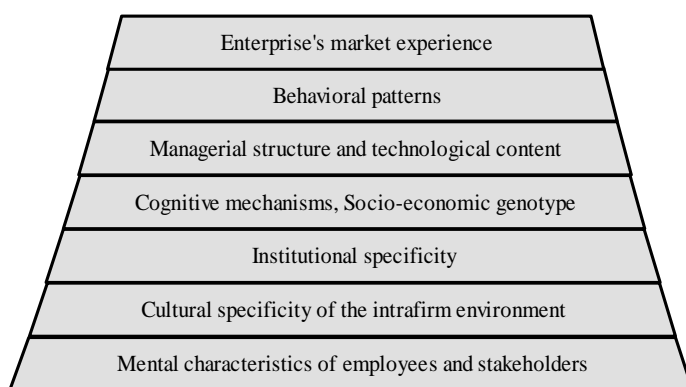 Enterprise's market experience
Behavioral patterns
Managerial structure and technological content
Cognitive mechanisms, Socio-economic genotype
Institutional specificity
Cultural specificity of the intrafirm environment
Mental characteristics of employees and stakeholders